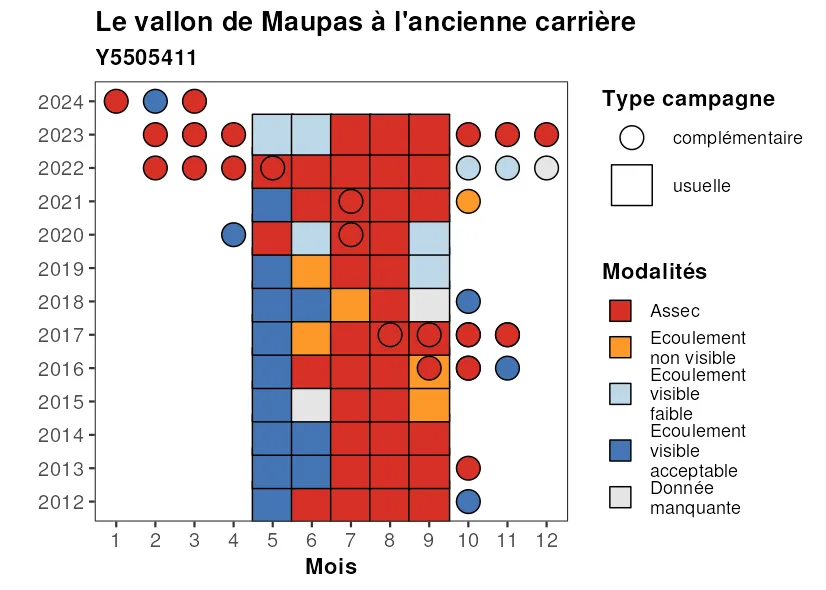 Le vallon de Maupas à l'ancienne carrière
Y5505411
2024
2023
2022
2021
2020
2019
2018
2017
2016
2015
2014
2013
2012
1 2 3 4 5 6 7 8 9 10 11 12
Mois
Type campagne
complémentaire
usuelle
Modalités
Assec
Ecoulement
non visible
Ecoulement
visible
faible
Ecoulement
visible
acceptable
Donnée
manquante